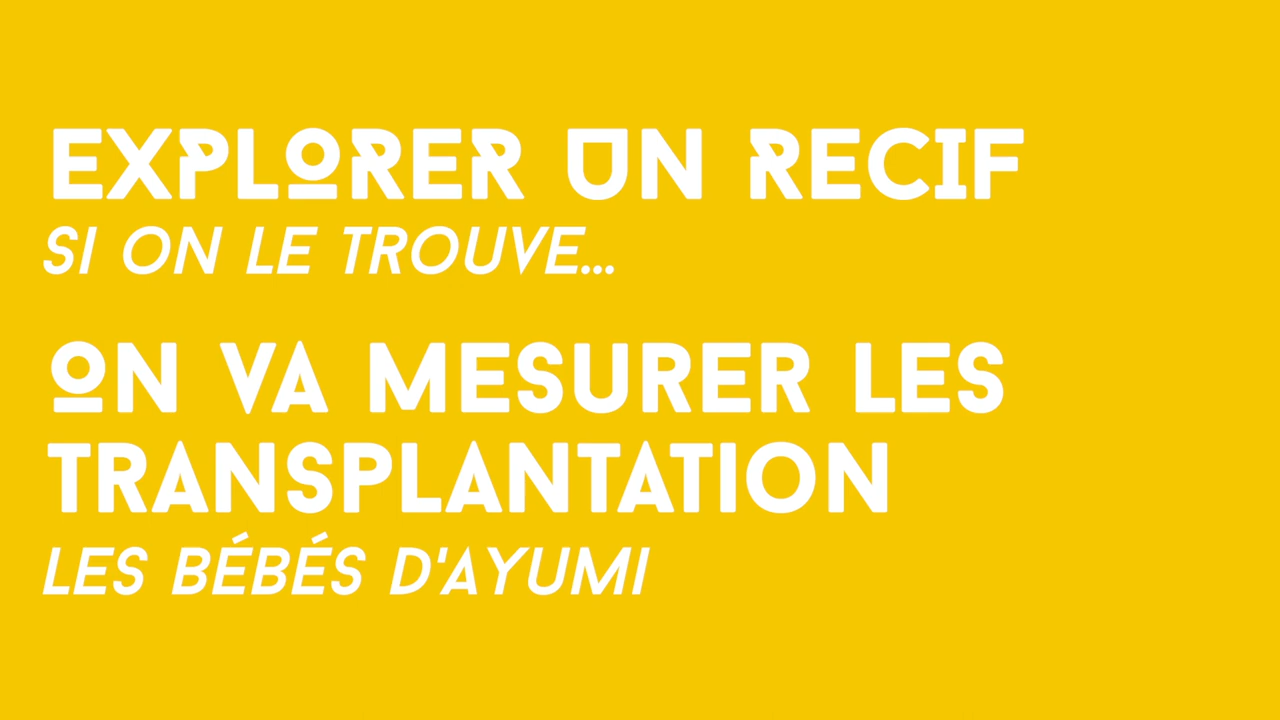 EXPLORER UN RECIF
SI ON LE TROUVE...
ON VA MESURER LES
TRANSPLANTATION
LES BÉBÉS D'AYUMI